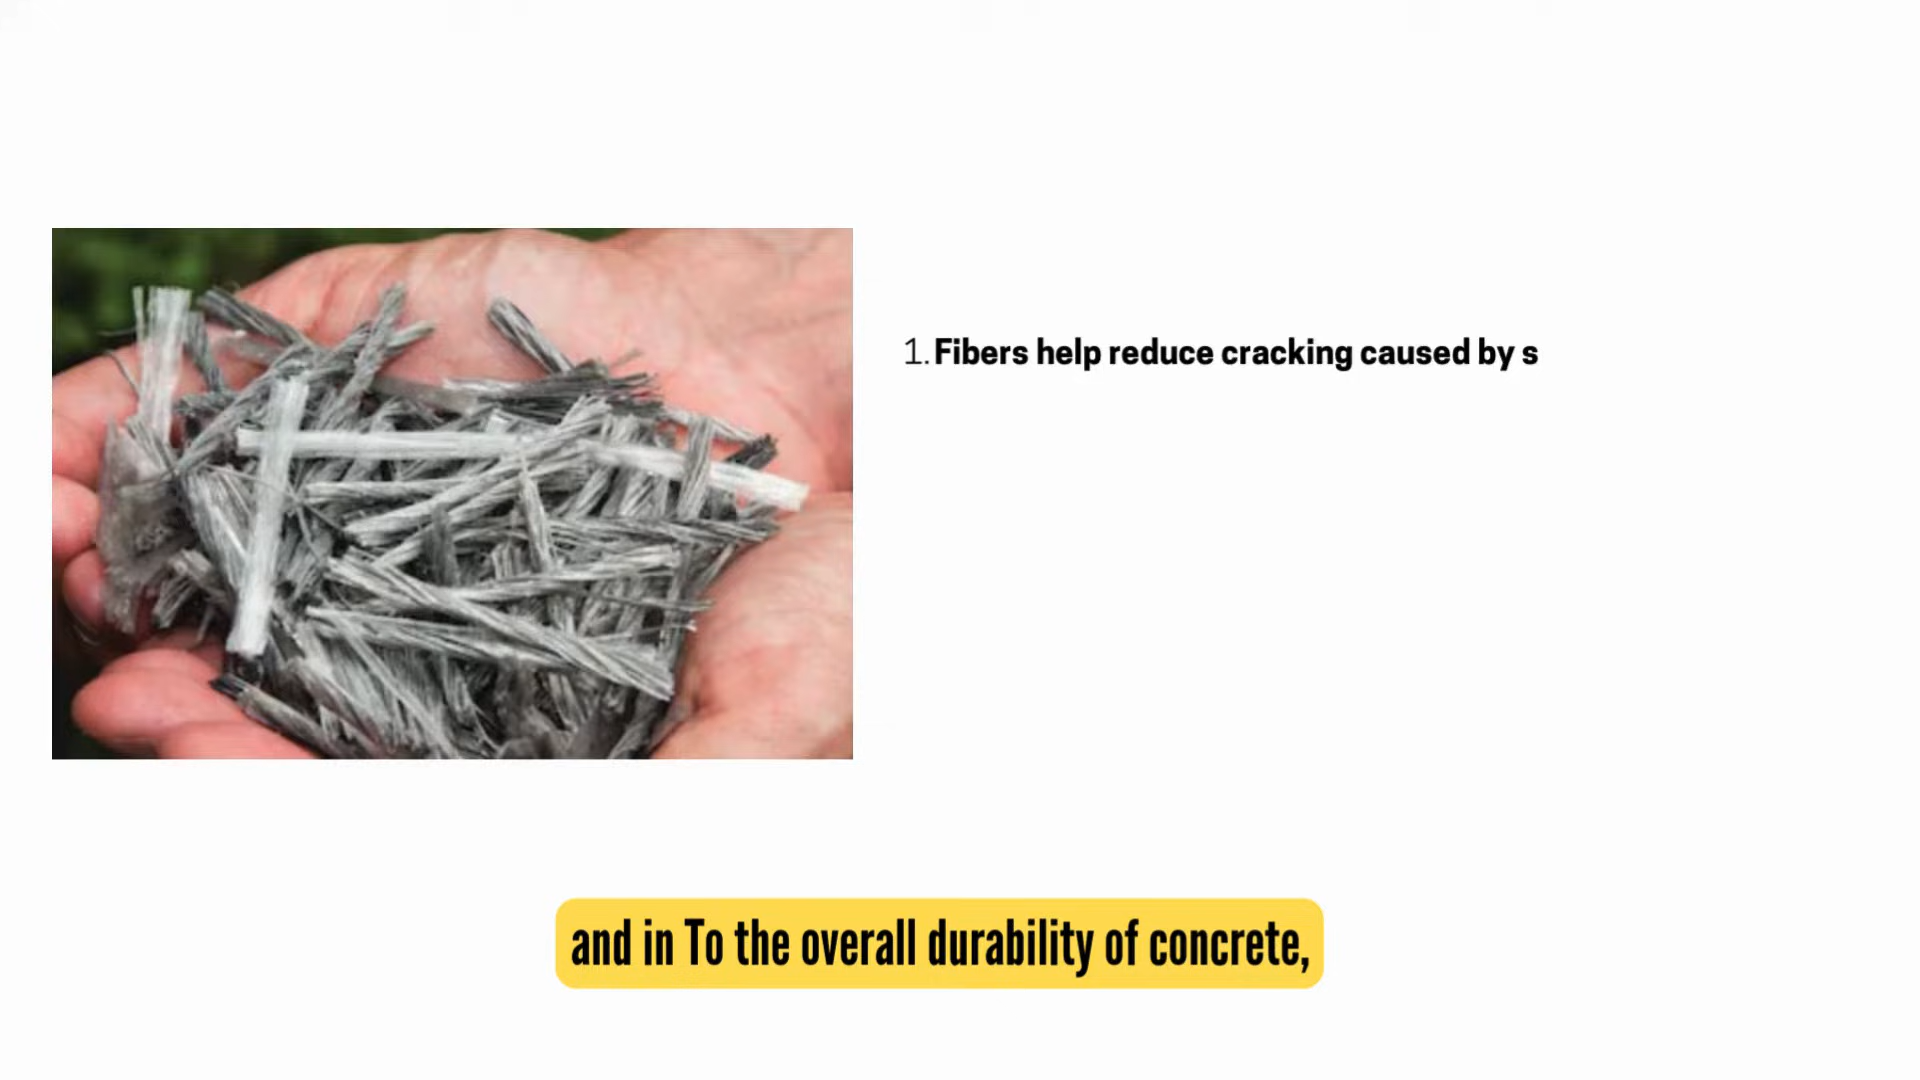 1. Fibers help reduce cracking caused by s
and in To the overall durability of concrete,